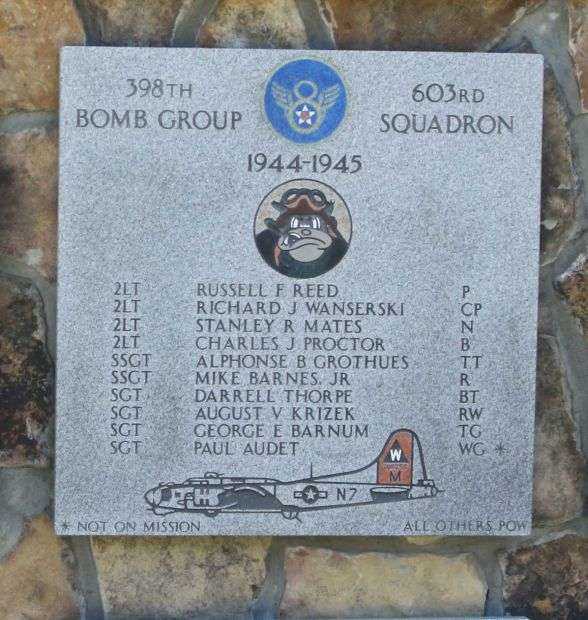 398TH
BOMB GROUP
603RD
SQUADRON
1944-1945
2LT RUSSELL F REED P
2LT RICHARD J WANSERSKI CP
2LT STANLEY R MATES N
2LT CHARLES J PROCTOR B
SSGT ALPHONSE B GROTHUES TT
SSGT MIKE BARNES, JR R
SGT DARRELL THORPE BT
SGT AUGUST V KRIZEK RW
SGT GEORGE E BARNUM TG
SGT PAUL AUDET WG *
W
M
N7
* NOT ON MISSION ALL OTHERS POW